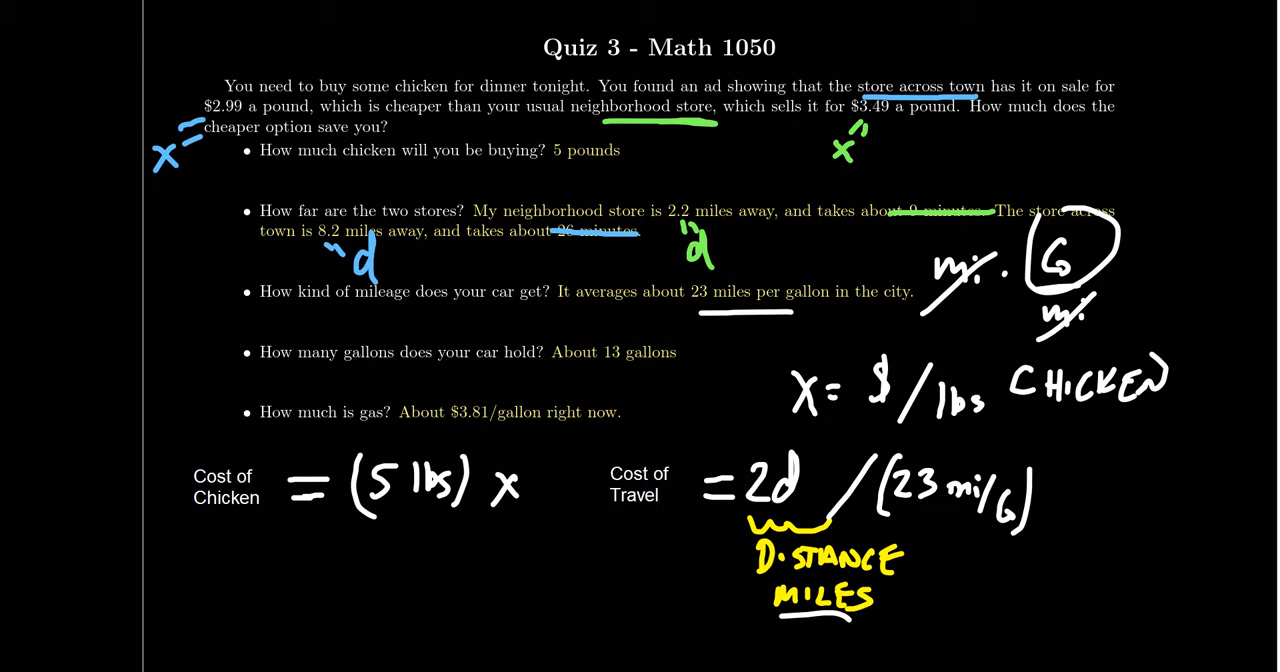 Quiz 3 - Math 1050
You need to buy some chicken for dinner tonight. You found an ad showing that the store across town has it on sale for
$2.99 a pound, which is cheaper than your usual neighborhood store, which sells it for $3.49 a pound. How much does the
cheaper option save you?
x =
x =
• How much chicken will you be buying? 5 pounds
• How far are the two stores? My neighborhood store is 2.2 miles away, and takes about 9 minutes. The store across
town is 8.2 miles away, and takes about 26 minutes.
= d
= d
mi. · G
mi
• How kind of mileage does your car get? It averages about 23 miles per gallon in the city.
• How many gallons does your car hold? About 13 gallons
x = $/lbs CHICKEN
• How much is gas? About $3.81/gallon right now.
Cost of
Chicken
= (5 lbs) x
Cost of
Travel
= 2d / (23 mi/G)
DISTANCE
MILES